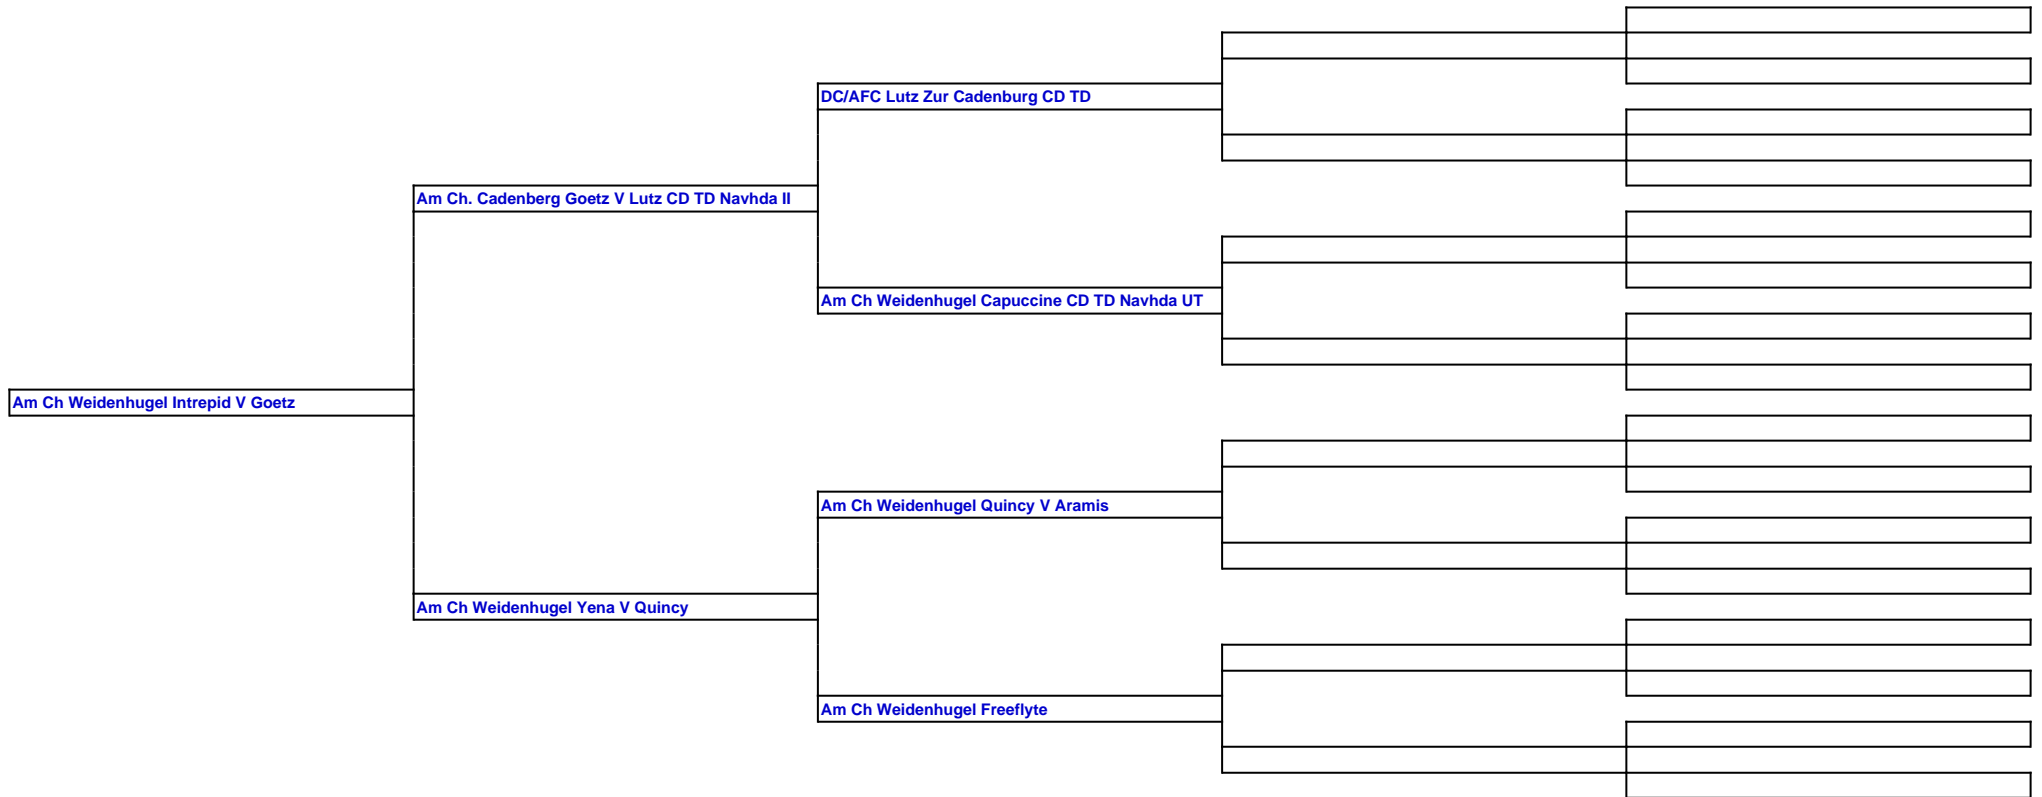 DC/AFC Lutz Zur Cadenburg CD TD
Am Ch. Cadenberg Goetz V Lutz CD TD Navhda II
Am Ch Weidenhugel Capuccine CD TD Navhda UT
Am Ch Weidenhugel Intrepid V Goetz
Am Ch Weidenhugel Quincy V Aramis
Am Ch Weidenhugel Yena V Quincy
Am Ch Weidenhugel Freeflyte